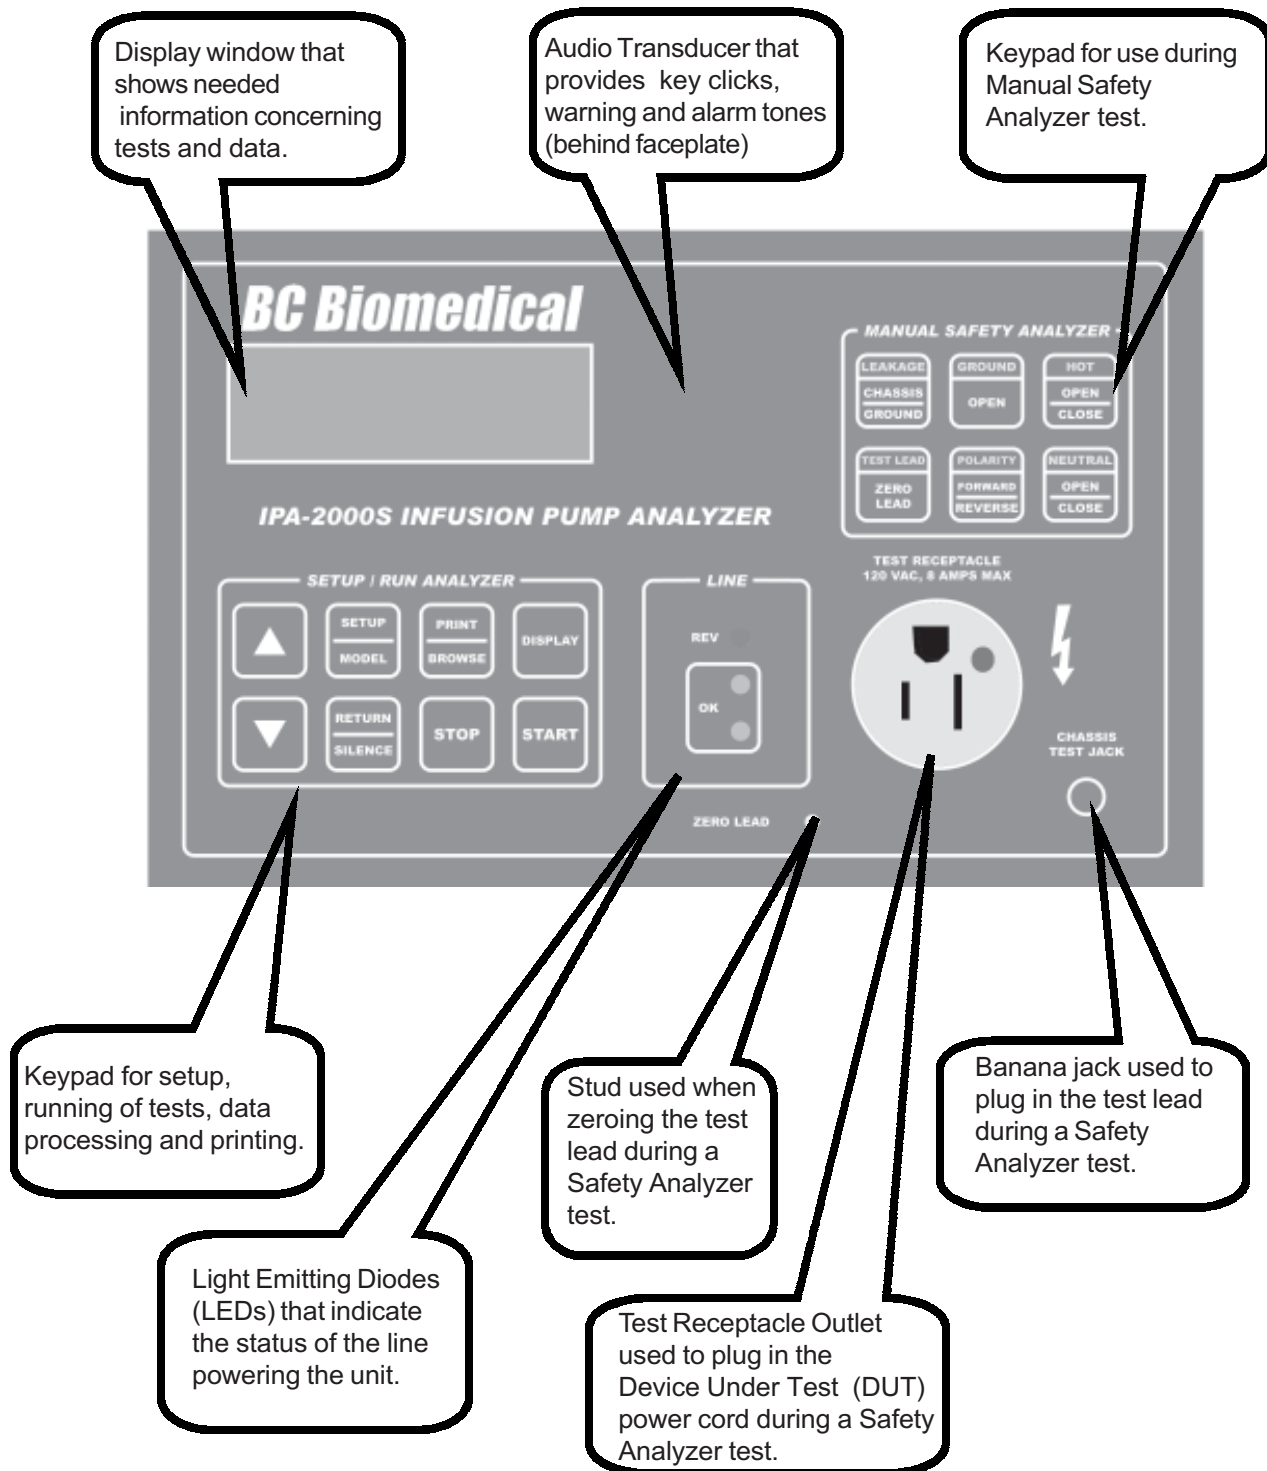 Display window that
shows needed
information concerning
tests and data.
Audio Transducer that
provides key clicks,
warning and alarm tones
(behind faceplate)
Keypad for use during
Manual Safety
Analyzer test.
BC Biomedical
MANUAL SAFETY ANALYZER
LEAKAGE
CHASSIS
GROUND
GROUND
OPEN
HOT
OPEN
CLOSE
TEST LEAD
ZERO
LEAD
POLARITY
FORWARD
REVERSE
NEUTRAL
OPEN
CLOSE
IPA-2000S INFUSION PUMP ANALYZER
SETUP / RUN ANALYZER
SETUP
MODEL
PRINT
BROWSE
DISPLAY
RETURN
SILENCE
STOP
START
LINE
REV
OK
TEST RECEPTACLE
120 VAC, 8 AMPS MAX
CHASSIS
TEST JACK
ZERO LEAD
Keypad for setup,
running of tests, data
processing and printing.
Light Emitting Diodes
(LEDs) that indicate
the status of the line
powering the unit.
Stud used when
zeroing the test
lead during a
Safety Analyzer
test.
Test Receptacle Outlet
used to plug in the
Device Under Test (DUT)
power cord during a Safety
Analyzer test.
Banana jack used to
plug in the test lead
during a Safety
Analyzer test.